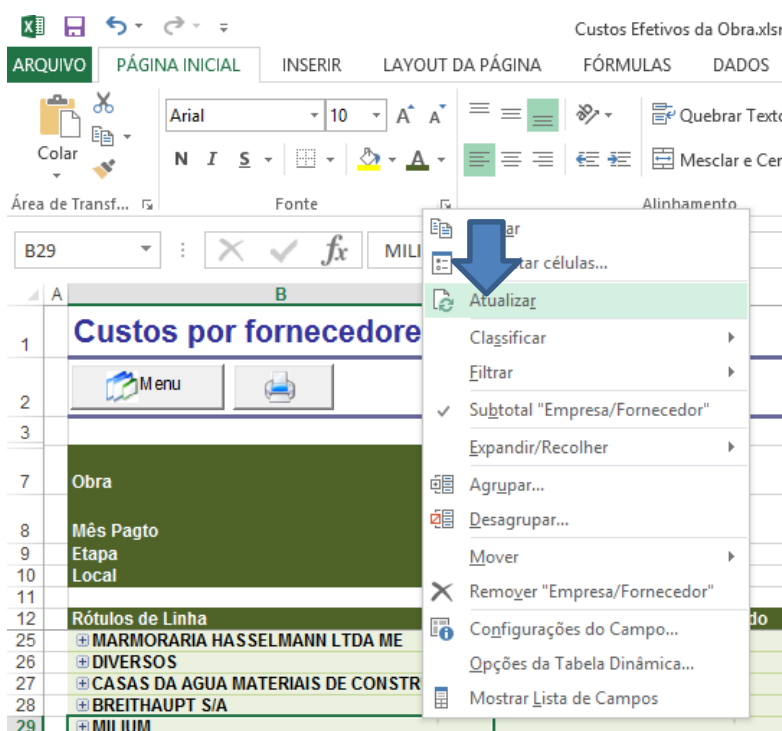 Custos Efetivos da Obra.xlsm
ARQUIVO PÁGINA INICIAL INSERIR LAYOUT DA PÁGINA FÓRMULAS DADOS
Arial 10 A A Quebrar Texto
Colar N I S A Mesclar e Cen
Área de Transf... Fonte Alinhamento
B29 fx MILI
A B
1 Custos por fornecedore
2 Menu
3
7 Obra
8 Mês Pagto
9 Etapa
10 Local
11
12 Rótulos de Linha do
25 MARMORARIA HASSELMANN LTDA ME
26 DIVERSOS
27 CASAS DA AGUA MATERIAIS DE CONSTR
28 BREITHAUPT S/A
29 MILIUM
ar
tar células...
Atualizar
Classificar
Filtrar
Subtotal "Empresa/Fornecedor"
Expandir/Recolher
Agrupar...
Desagrupar...
Mover
Remover "Empresa/Fornecedor"
Configurações do Campo...
Opções da Tabela Dinâmica...
Mostrar Lista de Campos